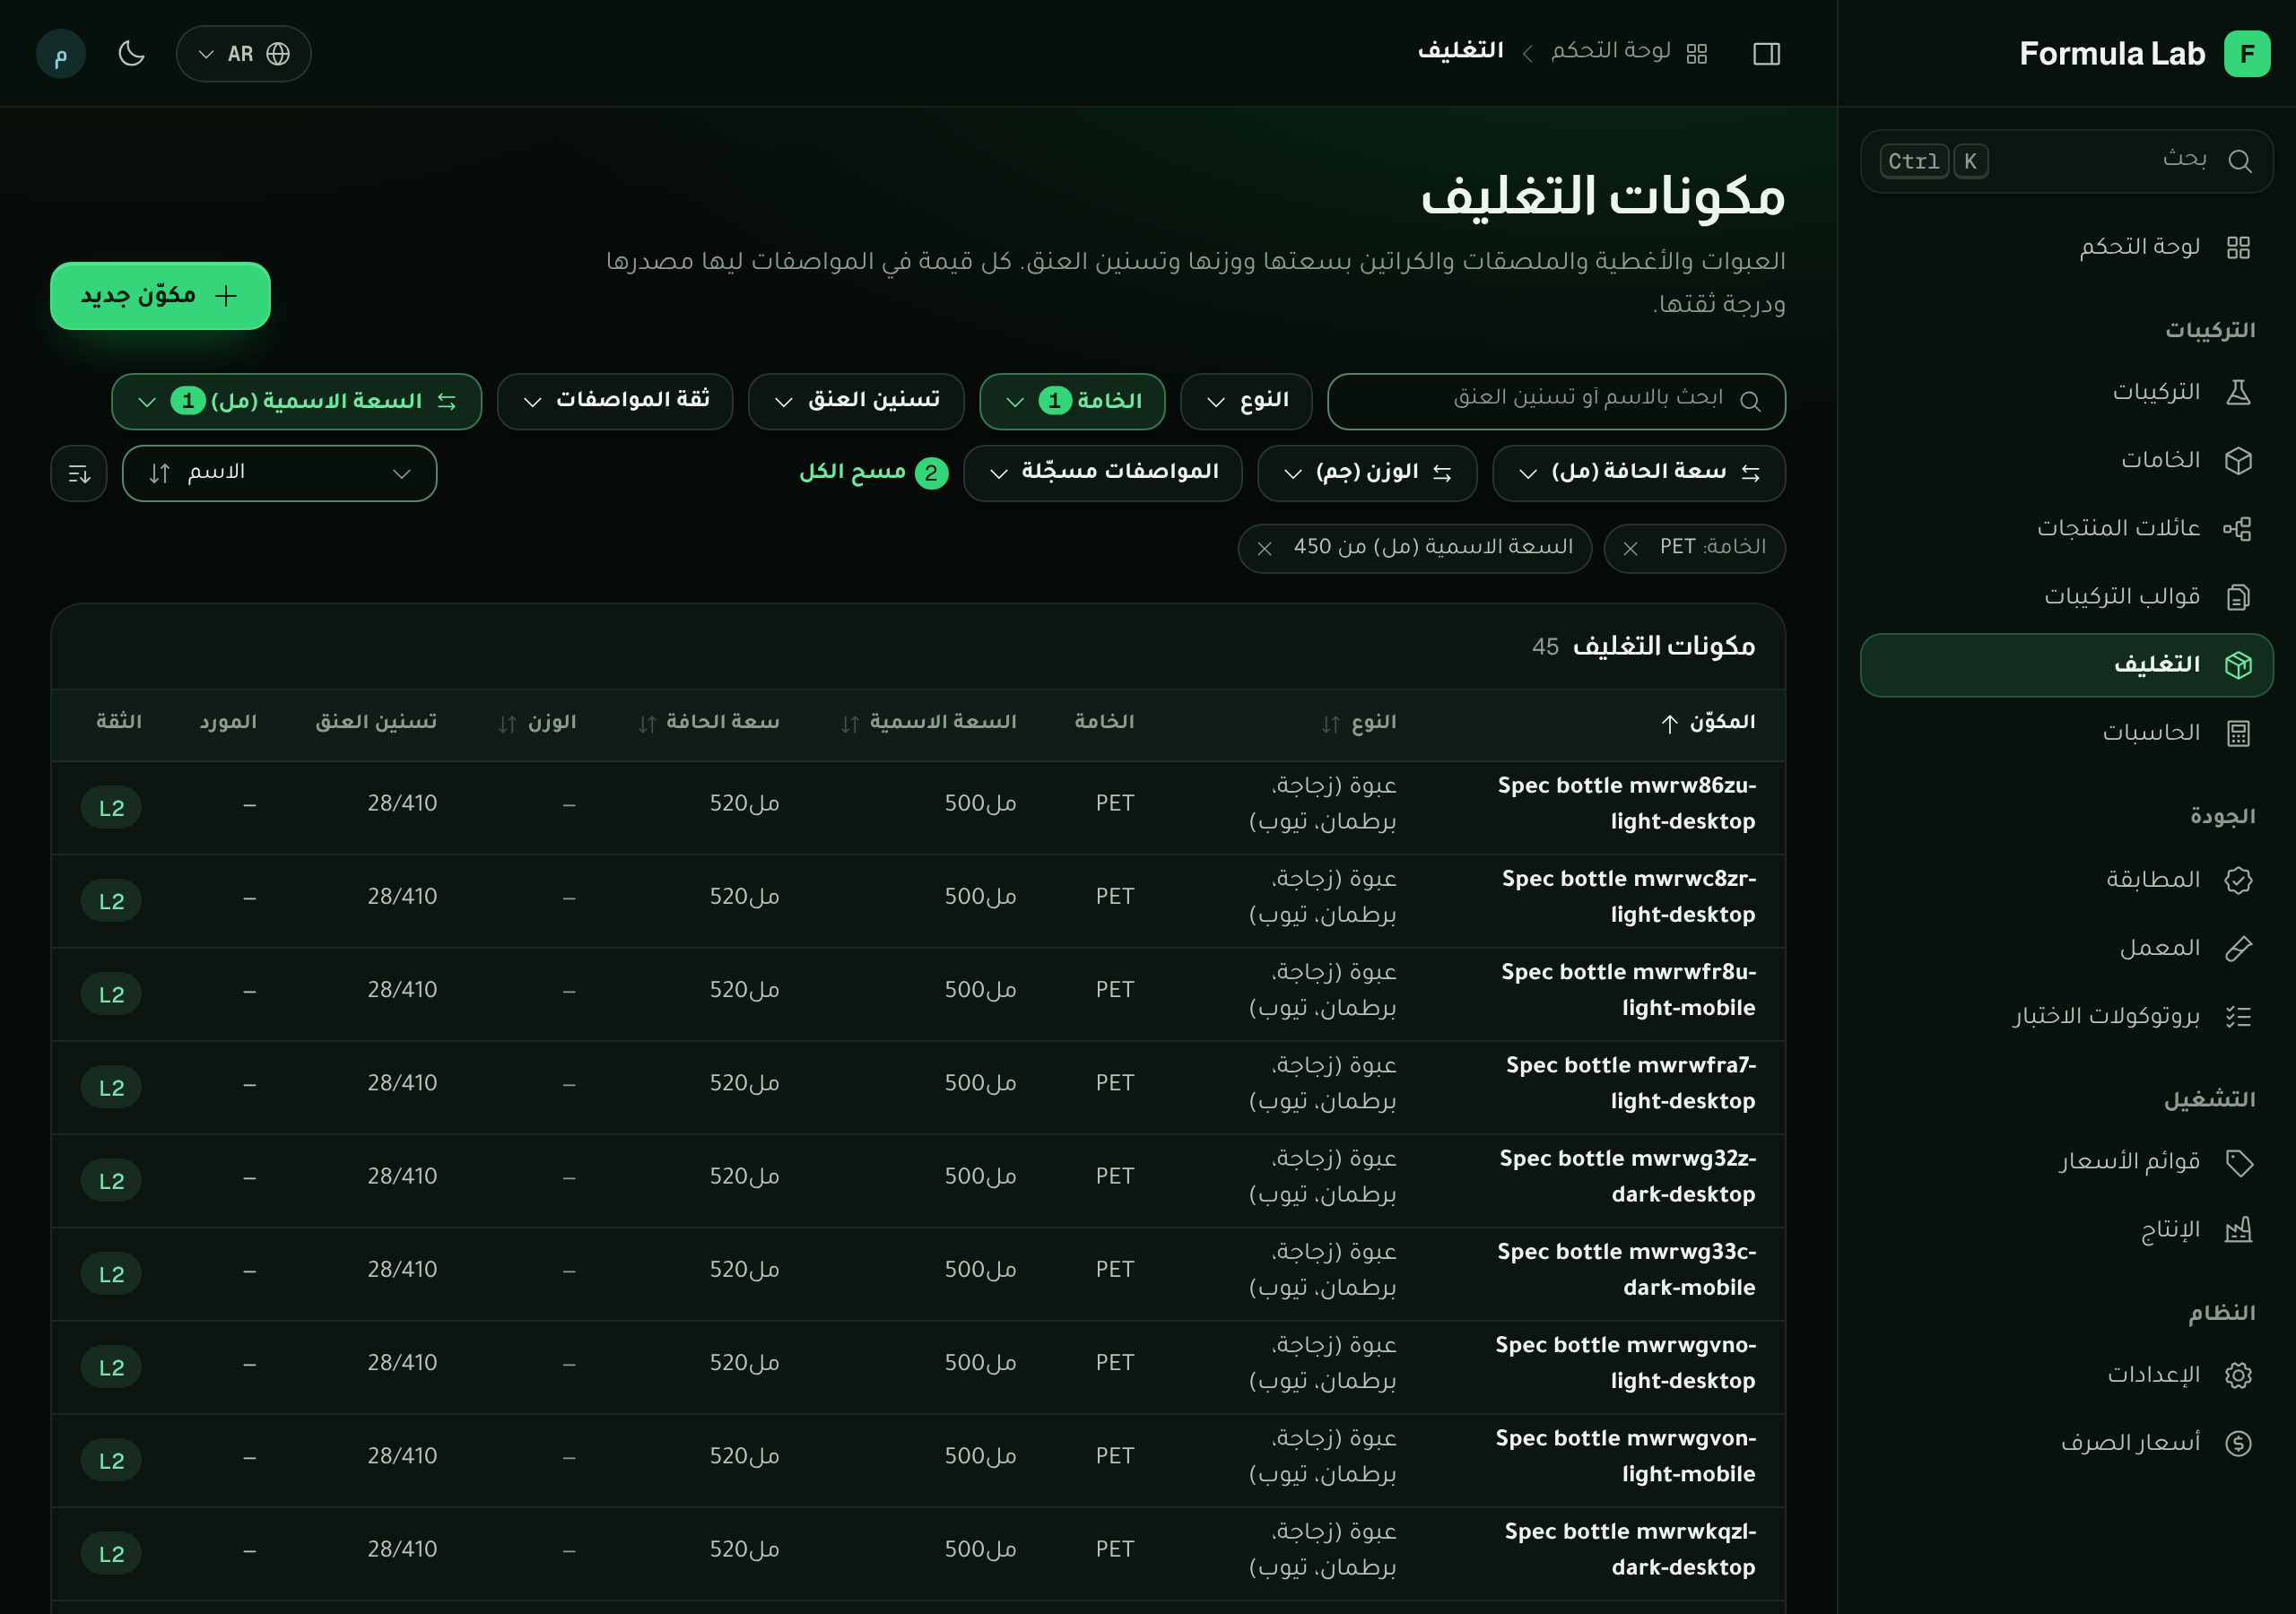 F Formula Lab
بحث Ctrl K
لوحة التحكم
التركيبات
التركيبات
الخامات
عائلات المنتجات
قوالب التركيبات
التغليف
الحاسبات
الجودة
المطابقة
المعمل
بروتوكولات الاختبار
التشغيل
قوائم الأسعار
الإنتاج
النظام
الإعدادات
أسعار الصرف
لوحة التحكم التغليف
AR
م
مكونات التغليف
العبوات والأغطية والملصقات والكراتين بسعتها ووزنها وتسنين العنق. كل قيمة في المواصفات ليها مصدرها
ودرجة ثقتها.
مكوّن جديد
ابحث بالاسم أو تسنين العنق النوع الخامة 1 تسنين العنق ثقة المواصفات السعة الاسمية (مل) 1
سعة الحافة (مل) الوزن (جم) المواصفات مسجّلة 2 مسح الكل الاسم
الخامة: PET السعة الاسمية (مل) من 450
مكونات التغليف 45
المكوّن النوع الخامة السعة الاسمية سعة الحافة الوزن تسنين العنق المورد الثقة
Spec bottle mwrw86zu- عبوة (زجاجة، PET 500مل 520مل – 28/410 – L2
light-desktop برطمان، تيوب)
Spec bottle mwrwc8zr- عبوة (زجاجة، PET 500مل 520مل – 28/410 – L2
light-desktop برطمان، تيوب)
Spec bottle mwrwfr8u- عبوة (زجاجة، PET 500مل 520مل – 28/410 – L2
light-mobile برطمان، تيوب)
Spec bottle mwrwfra7- عبوة (زجاجة، PET 500مل 520مل – 28/410 – L2
light-desktop برطمان، تيوب)
Spec bottle mwrwg32z- عبوة (زجاجة، PET 500مل 520مل – 28/410 – L2
dark-desktop برطمان، تيوب)
Spec bottle mwrwg33c- عبوة (زجاجة، PET 500مل 520مل – 28/410 – L2
dark-mobile برطمان، تيوب)
Spec bottle mwrwgvno- عبوة (زجاجة، PET 500مل 520مل – 28/410 – L2
light-desktop برطمان، تيوب)
Spec bottle mwrwgvon- عبوة (زجاجة، PET 500مل 520مل – 28/410 – L2
light-mobile برطمان، تيوب)
Spec bottle mwrwkqzl- عبوة (زجاجة، PET 500مل 520مل – 28/410 – L2
dark-desktop برطمان، تيوب)